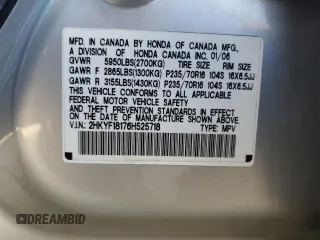 MFD. IN CANADA BY HONDA OF CANADA MFG.,
A DIVISION OF HONDA CANADA INC. 01/06
GVWR 5950LBS(2700KG) TIRE SIZE RIM SIZE
GAWR F 2865LBS(1300KG) P235/70R16 104S 16X6.5JJ
GAWR R 3155LBS(1430KG) P235/70R16 104S 16X6.5JJ
THIS VEHICLE CONFORMS TO ALL APPLICABLE
FEDERAL MOTOR VEHICLE SAFETY
AND THEFT PREVENTION STANDARDS IN EFFECT
ON THE DATE OF MANUFACTURE SHOWN ABOVE.
V.I.N.: 2HKYF18176H525718 TYPE: MPV
EPIDEMBID